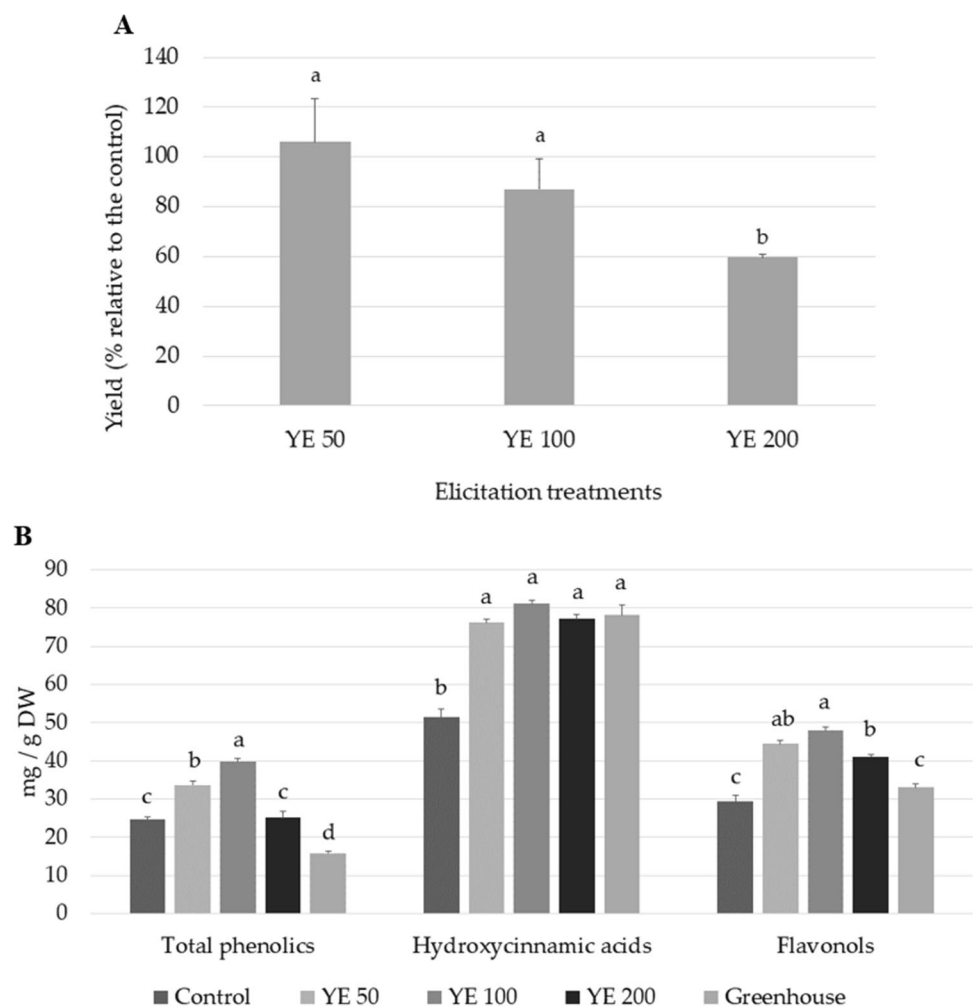 A
Yield (% relative to the control)
140
120
100
80
60
40
20
0
a
a
b
YE 50 YE 100 YE 200
Elicitation treatments
B
mg / g DW
90
80
70
60
50
40
30
20
10
0
c b a c d
b a a a a
c ab a b c
Total phenolics Hydroxycinnamic acids Flavonols
Control YE 50 YE 100 YE 200 Greenhouse